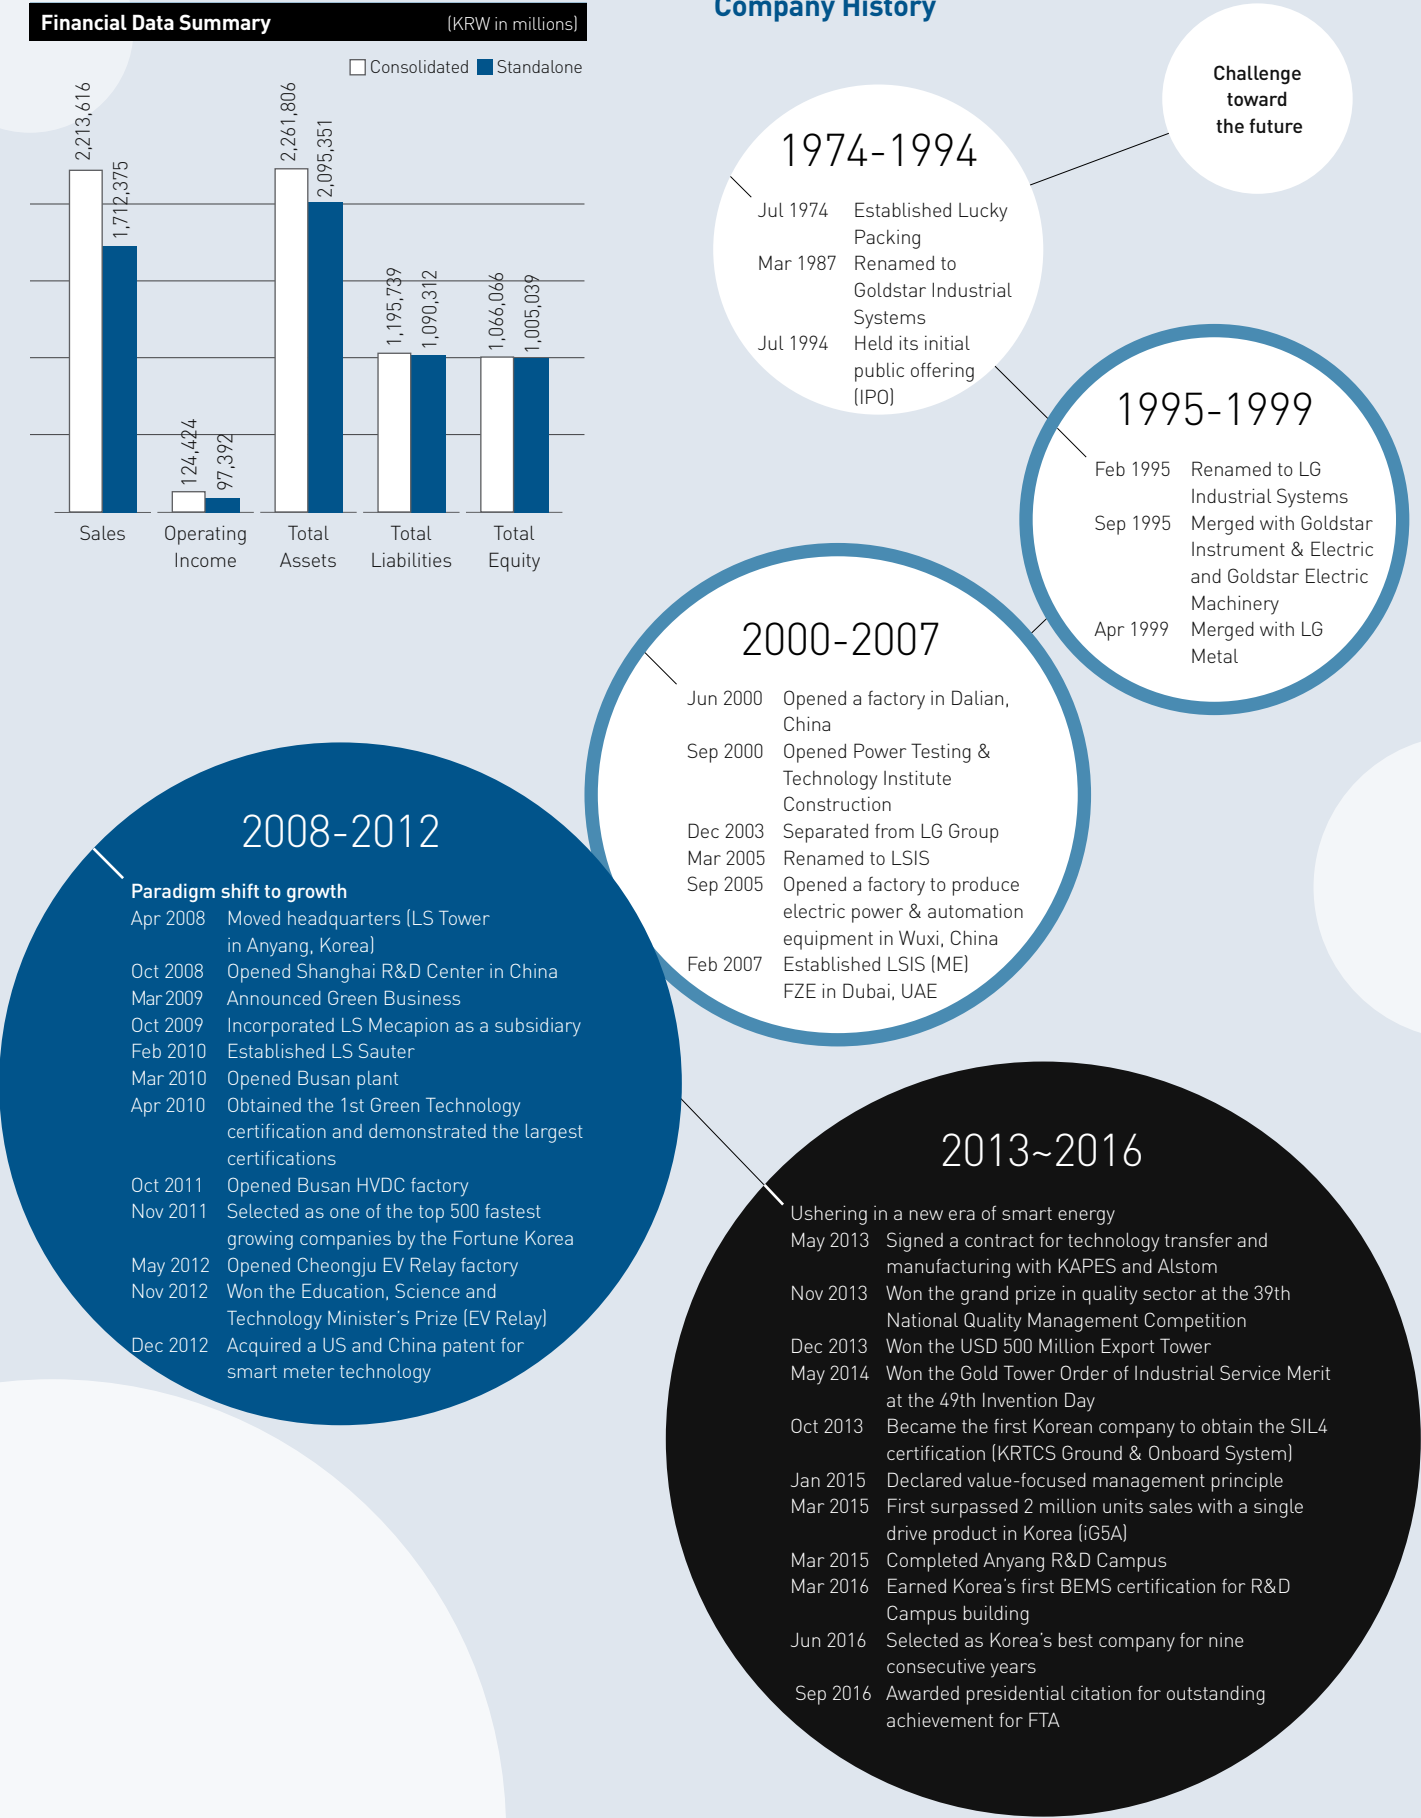 Financial Data Summary
(KRW in millions)
Consolidated
Standalone
2,213,616
1,712,375
124,424
97,392
2,261,806
2,095,351
1,195,739
1,090,312
1,066,066
1,005,039
Sales
Operating
Income
Total
Assets
Total
Liabilities
Total
Equity
Company History
Challenge
toward
the future
1974-1994
Jul 1974 Established Lucky
Packing
Mar 1987 Renamed to
Goldstar Industrial
Systems
Jul 1994 Held its initial
public offering
(IPO)
1995-1999
Feb 1995 Renamed to LG
Industrial Systems
Sep 1995 Merged with Goldstar
Instrument & Electric
and Goldstar Electric
Machinery
Apr 1999 Merged with LG
Metal
2000-2007
Jun 2000 Opened a factory in Dalian,
China
Sep 2000 Opened Power Testing &
Technology Institute
Construction
Dec 2003 Separated from LG Group
Mar 2005 Renamed to LSIS
Sep 2005 Opened a factory to produce
electric power & automation
equipment in Wuxi, China
Feb 2007 Established LSIS (ME)
FZE in Dubai, UAE
2008-2012
Paradigm shift to growth
Apr 2008 Moved headquarters (LS Tower
in Anyang, Korea)
Oct 2008 Opened Shanghai R&D Center in China
Mar 2009 Announced Green Business
Oct 2009 Incorporated LS Mecapion as a subsidiary
Feb 2010 Established LS Sauter
Mar 2010 Opened Busan plant
Apr 2010 Obtained the 1st Green Technology
certification and demonstrated the largest
certifications
Oct 2011 Opened Busan HVDC factory
Nov 2011 Selected as one of the top 500 fastest
growing companies by the Fortune Korea
May 2012 Opened Cheongju EV Relay factory
Nov 2012 Won the Education, Science and
Technology Minister's Prize (EV Relay)
Dec 2012 Acquired a US and China patent for
smart meter technology
2013~2016
Ushering in a new era of smart energy
May 2013 Signed a contract for technology transfer and
manufacturing with KAPES and Alstom
Nov 2013 Won the grand prize in quality sector at the 39th
National Quality Management Competition
Dec 2013 Won the USD 500 Million Export Tower
May 2014 Won the Gold Tower Order of Industrial Service Merit
at the 49th Invention Day
Oct 2013 Became the first Korean company to obtain the SIL4
certification (KRTCS Ground & Onboard System)
Jan 2015 Declared value-focused management principle
Mar 2015 First surpassed 2 million units sales with a single
drive product in Korea (iG5A)
Mar 2015 Completed Anyang R&D Campus
Mar 2016 Earned Korea's first BEMS certification for R&D
Campus building
Jun 2016 Selected as Korea's best company for nine
consecutive years
Sep 2016 Awarded presidential citation for outstanding
achievement for FTA